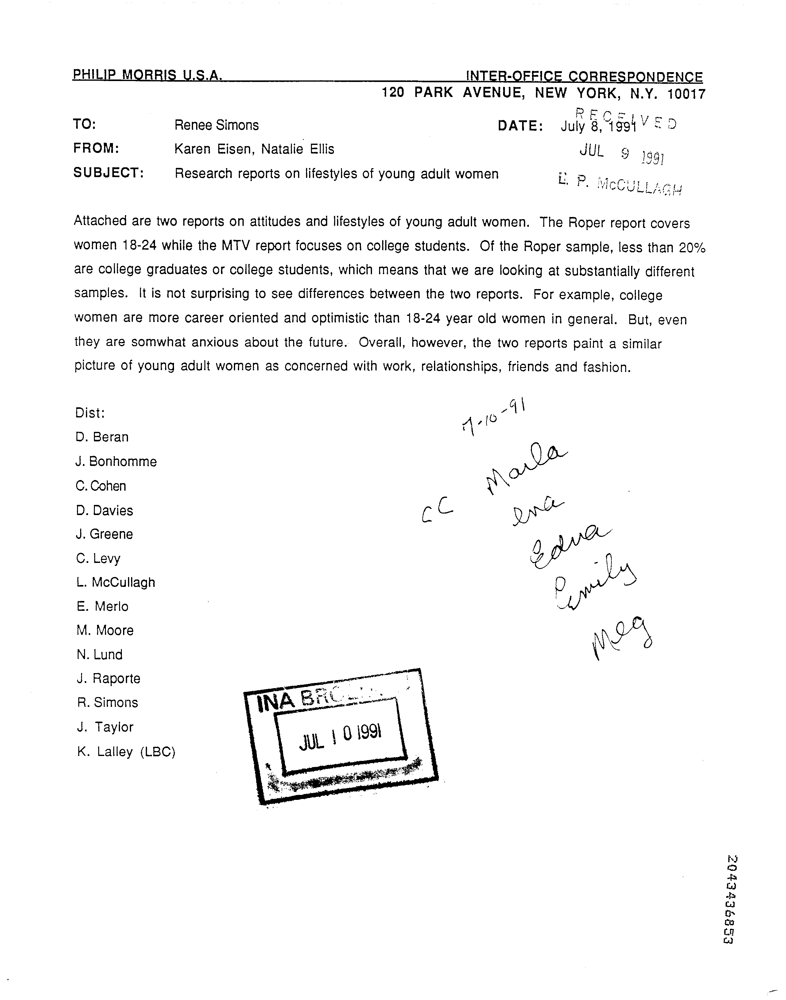 PHILIP MORRIS U.S.A. INTER-OFFICE CORRESPONDENCE
120 PARK AVENUE, NEW YORK, N.Y. 10017
TO: Renee Simons DATE: July 8, 1991
RECEIVED
FROM: Karen Eisen, Natalie Ellis JUL 9 1991
SUBJECT: Research reports on lifestyles of young adult women
L. P. McCULLAGH
Attached are two reports on attitudes and lifestyles of young adult women. The Roper report covers
women 18-24 while the MTV report focuses on college students. Of the Roper sample, less than 20%
are college graduates or college students, which means that we are looking at substantially different
samples. It is not surprising to see differences between the two reports. For example, college
women are more career oriented and optimistic than 18-24 year old women in general. But, even
they are somwhat anxious about the future. Overall, however, the two reports paint a similar
picture of young adult women as concerned with work, relationships, friends and fashion.
Dist:
D. Beran
J. Bonhomme
C. Cohen
D. Davies
J. Greene
C. Levy
L. McCullagh
E. Merlo
M. Moore
N. Lund
J. Raporte
R. Simons
J. Taylor
K. Lalley (LBC)
7-10-91
CC Marla
Ena
Edna
Emily
Meg
INA
JUL 10 1991
2043436853